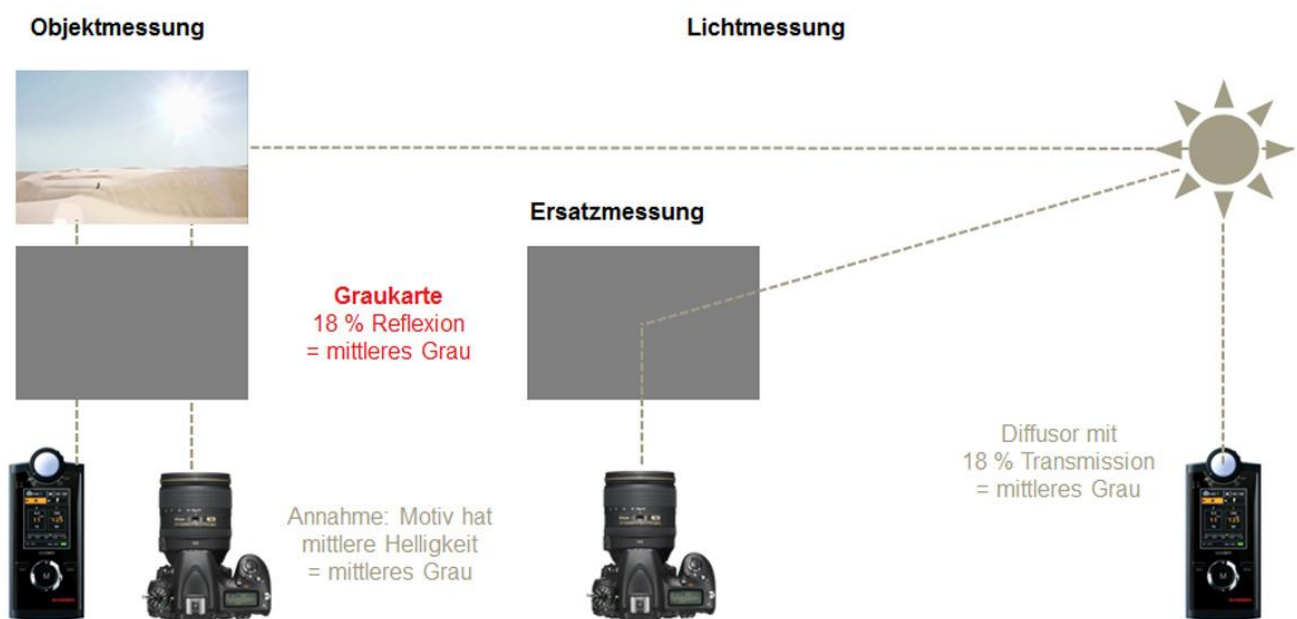 Objektmessung
Lichtmessung
Ersatzmessung
Graukarte
18 % Reflexion
= mittleres Grau
Annahme: Motiv hat
mittlere Helligkeit
= mittleres Grau
Diffusor mit
18 % Transmission
= mittleres Grau